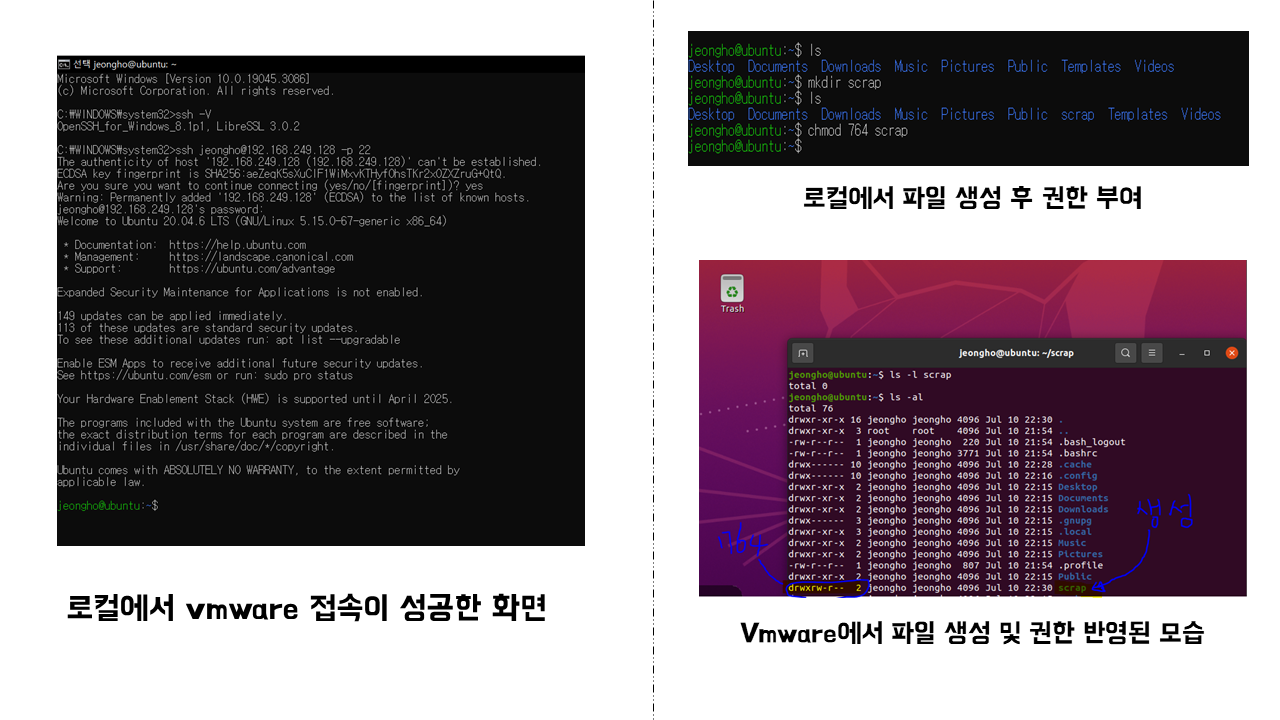 선택 jeongho@ubuntu: ~
Microsoft Windows [Version 10.0.19045.3086]
(c) Microsoft Corporation. All rights reserved.
C:₩WINDOWS₩system32>ssh -V
OpenSSH_for_Windows_8.1p1, LibreSSL 3.0.2
C:₩WINDOWS₩system32>ssh jeongho@192.168.249.128 -p 22
The authenticity of host '192.168.249.128 (192.168.249.128)' can't be established.
ECDSA key fingerprint is SHA256:aeZeqK5sXuCIF1WiMxvKTHyfOhsTKr2xOZXZruG+QtQ.
Are you sure you want to continue connecting (yes/no/[fingerprint])? yes
Warning: Permanently added '192.168.249.128' (ECDSA) to the list of known hosts.
jeongho@192.168.249.128's password:
Welcome to Ubuntu 20.04.6 LTS (GNU/Linux 5.15.0-67-generic x86_64)
* Documentation: https://help.ubuntu.com
* Management: https://landscape.canonical.com
* Support: https://ubuntu.com/advantage
Expanded Security Maintenance for Applications is not enabled.
149 updates can be applied immediately.
113 of these updates are standard security updates.
To see these additional updates run: apt list --upgradable
Enable ESM Apps to receive additional future security updates.
See https://ubuntu.com/esm or run: sudo pro status
Your Hardware Enablement Stack (HWE) is supported until April 2025.
The programs included with the Ubuntu system are free software;
the exact distribution terms for each program are described in the
individual files in /usr/share/doc/*/copyright.
Ubuntu comes with ABSOLUTELY NO WARRANTY, to the extent permitted by
applicable law.
jeongho@ubuntu:~$
로컬에서 vmware 접속이 성공한 화면
jeongho@ubuntu:~$ ls
Desktop Documents Downloads Music Pictures Public Templates Videos
jeongho@ubuntu:~$ mkdir scrap
jeongho@ubuntu:~$ ls
Desktop Documents Downloads Music Pictures Public scrap Templates Videos
jeongho@ubuntu:~$ chmod 764 scrap
jeongho@ubuntu:~$
로컬에서 파일 생성 후 권한 부여
Trash
jeongho@ubuntu: ~/scrap
jeongho@ubuntu:~$ ls -l scrap
total 0
jeongho@ubuntu:~$ ls -al
total 76
drwxr-xr-x 16 jeongho jeongho 4096 Jul 10 22:30 .
drwxr-xr-x 3 root root 4096 Jul 10 21:54 ..
-rw-r--r-- 1 jeongho jeongho 220 Jul 10 21:54 .bash_logout
-rw-r--r-- 1 jeongho jeongho 3771 Jul 10 21:54 .bashrc
drwx------ 10 jeongho jeongho 4096 Jul 10 22:28 .cache
drwx------ 10 jeongho jeongho 4096 Jul 10 22:16 .config
drwxr-xr-x 2 jeongho jeongho 4096 Jul 10 22:15 Desktop
drwxr-xr-x 2 jeongho jeongho 4096 Jul 10 22:15 Documents
drwxr-xr-x 2 jeongho jeongho 4096 Jul 10 22:15 Downloads
drwx------ 3 jeongho jeongho 4096 Jul 10 22:15 .gnupg
drwxr-xr-x 3 jeongho jeongho 4096 Jul 10 22:15 .local
drwxr-xr-x 2 jeongho jeongho 4096 Jul 10 22:15 Music
drwxr-xr-x 2 jeongho jeongho 4096 Jul 10 22:15 Pictures
-rw-r--r-- 1 jeongho jeongho 807 Jul 10 21:54 .profile
drwxr-xr-x 2 jeongho jeongho 4096 Jul 10 22:15 Public
drwxrw-r-- 2 jeongho jeongho 4096 Jul 10 22:30 scrap
생성
764
Vmware에서 파일 생성 및 권한 반영된 모습